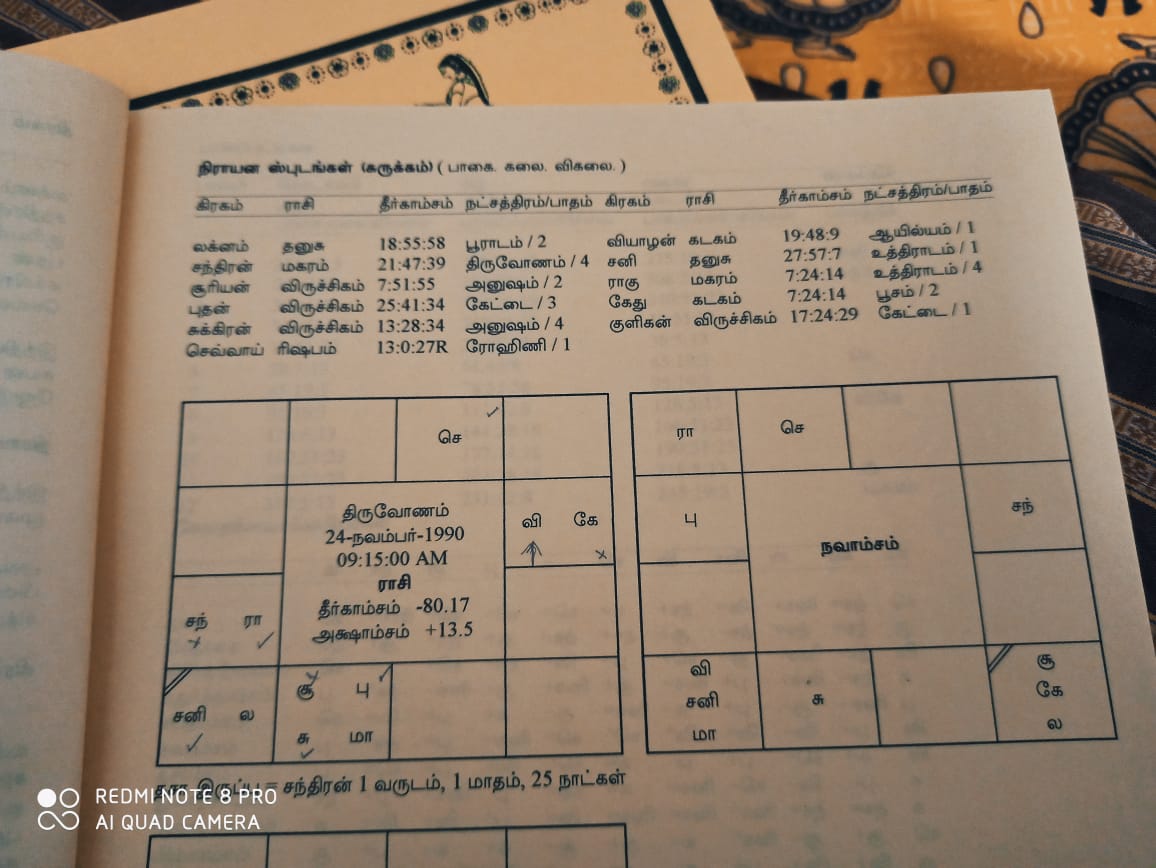 நிராயன ஸ்புடங்கள் (சுருக்கம்) ( பாகை. கலை. விகலை. )
கிரகம் ராசி தீர்காம்சம் நட்சத்திரம்/பாதம் கிரகம் ராசி தீர்காம்சம் நட்சத்திரம்/பாதம்
லக்னம் தனுசு 18:55:58 பூராடம் / 2 வியாழன் கடகம் 19:48:9 ஆயில்யம் / 1
சந்திரன் மகரம் 21:47:39 திருவோணம் / 4 சனி தனுசு 27:57:7 உத்திராடம் / 1
சூரியன் விருச்சிகம் 7:51:55 அனுஷம் / 2 ராகு மகரம் 7:24:14 உத்திராடம் / 4
புதன் விருச்சிகம் 25:41:34 கேட்டை / 3 கேது கடகம் 7:24:14 பூசம் / 2
சுக்கிரன் விருச்சிகம் 13:28:34 அனுஷம் / 4 குளிகன் விருச்சிகம் 17:24:29 கேட்டை / 1
செவ்வாய் ரிஷபம் 13:0:27R ரோஹிணி / 1
செ
திருவோணம்
24-நவம்பர்-1990
09:15:00 AM
ராசி
தீர்காம்சம் -80.17
அக்ஷாம்சம் +13.5
வி கே
சந் ரா
சனி ல
சூ பு
சு மா
ரா செ
பு
நவாம்சம்
சந்
வி
சனி
மா
சு
சூ
கே
ல
இருப்பு = சந்திரன் 1 வருடம், 1 மாதம், 25 நாட்கள்
REDMI NOTE 8 PRO
AI QUAD CAMERA